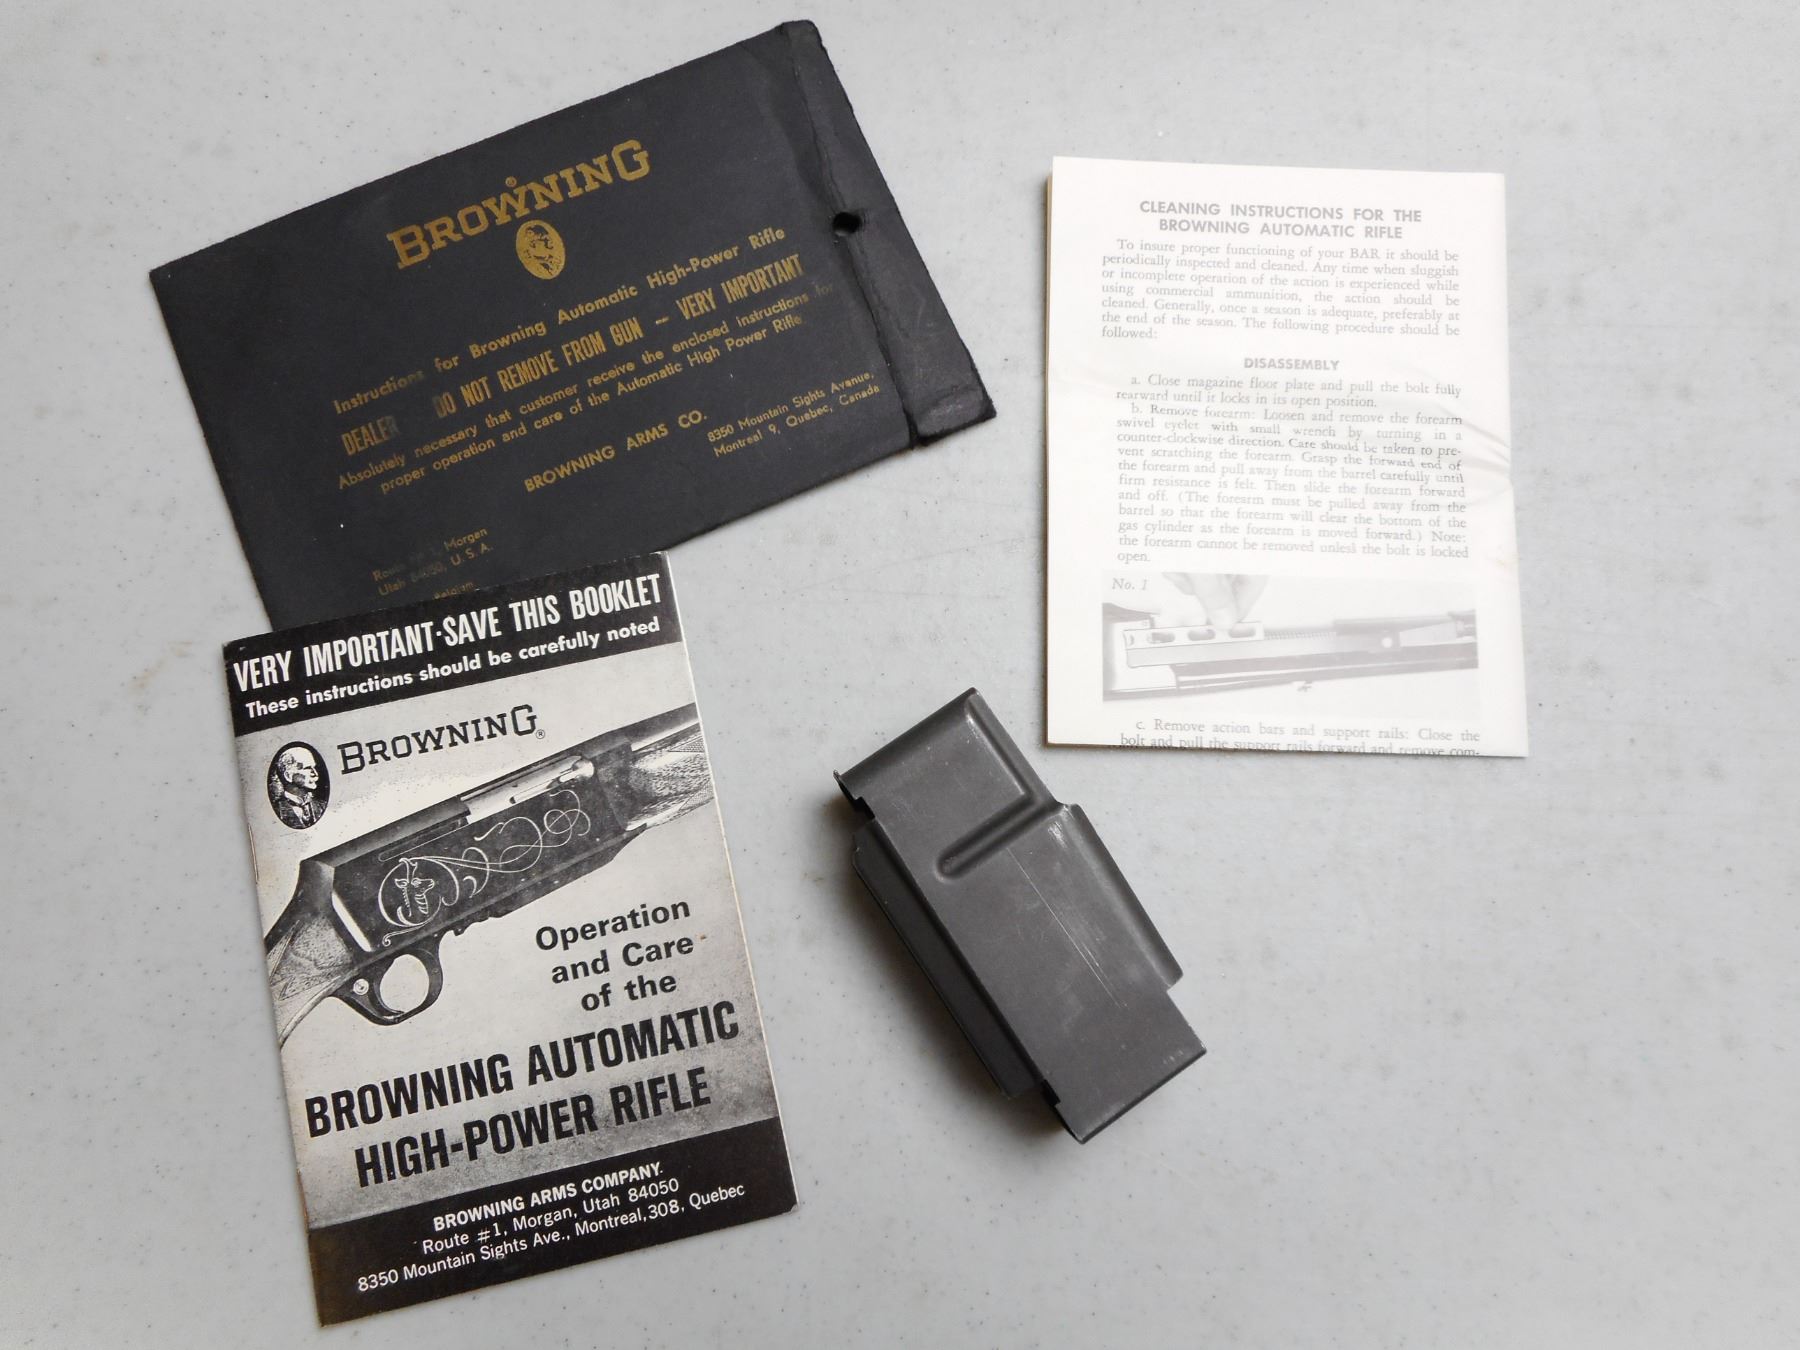 BROWNING
®
Instructions for Browning Automatic High-Power Rifle
DEALER DO NOT REMOVE FROM GUN — VERY IMPORTANT
Absolutely necessary that customer receive the enclosed instructions for
proper operation and care of the Automatic High Power Rifle
BROWNING ARMS CO.
8350 Mountain Sights Avenue,
Montreal 9, Quebec, Canada
1, Morgan
Utah 84050, U. S. A.
Belgium
VERY IMPORTANT·SAVE THIS BOOKLET
These instructions should be carefully noted
BROWNING®
Operation
and Care
of the
BROWNING AUTOMATIC
HIGH-POWER RIFLE
BROWNING ARMS COMPANY.
Route #1, Morgan, Utah 84050
8350 Mountain Sights Ave., Montreal,308, Quebec
CLEANING INSTRUCTIONS FOR THE
BROWNING AUTOMATIC RIFLE
To insure proper functioning of your BAR it should be
periodically inspected and cleaned. Any time when sluggish
or incomplete operation of the action is experienced while
using commercial ammunition, the action should be
cleaned. Generally, once a season is adequate, preferably at
the end of the season. The following procedure should be
followed:
DISASSEMBLY
a. Close magazine floor plate and pull the bolt fully
rearward until it locks in its open position.
b. Remove forearm: Loosen and remove the forearm
swivel eyelet with small wrench by turning in a
counter-clockwise direction. Care should be taken to pre-
vent scratching the forearm. Grasp the forward end of
the forearm and pull away from the barrel carefully until
firm resistance is felt. Then slide the forearm forward
and off. (The forearm must be pulled away from the
barrel so that the forearm will clear the bottom of the
gas cylinder as the forearm is moved forward.) Note:
the forearm cannot be removed unless the bolt is locked
open.
No. 1
c. Remove action bars and support rails: Close the
bolt and pull the support rails forward and remove com-